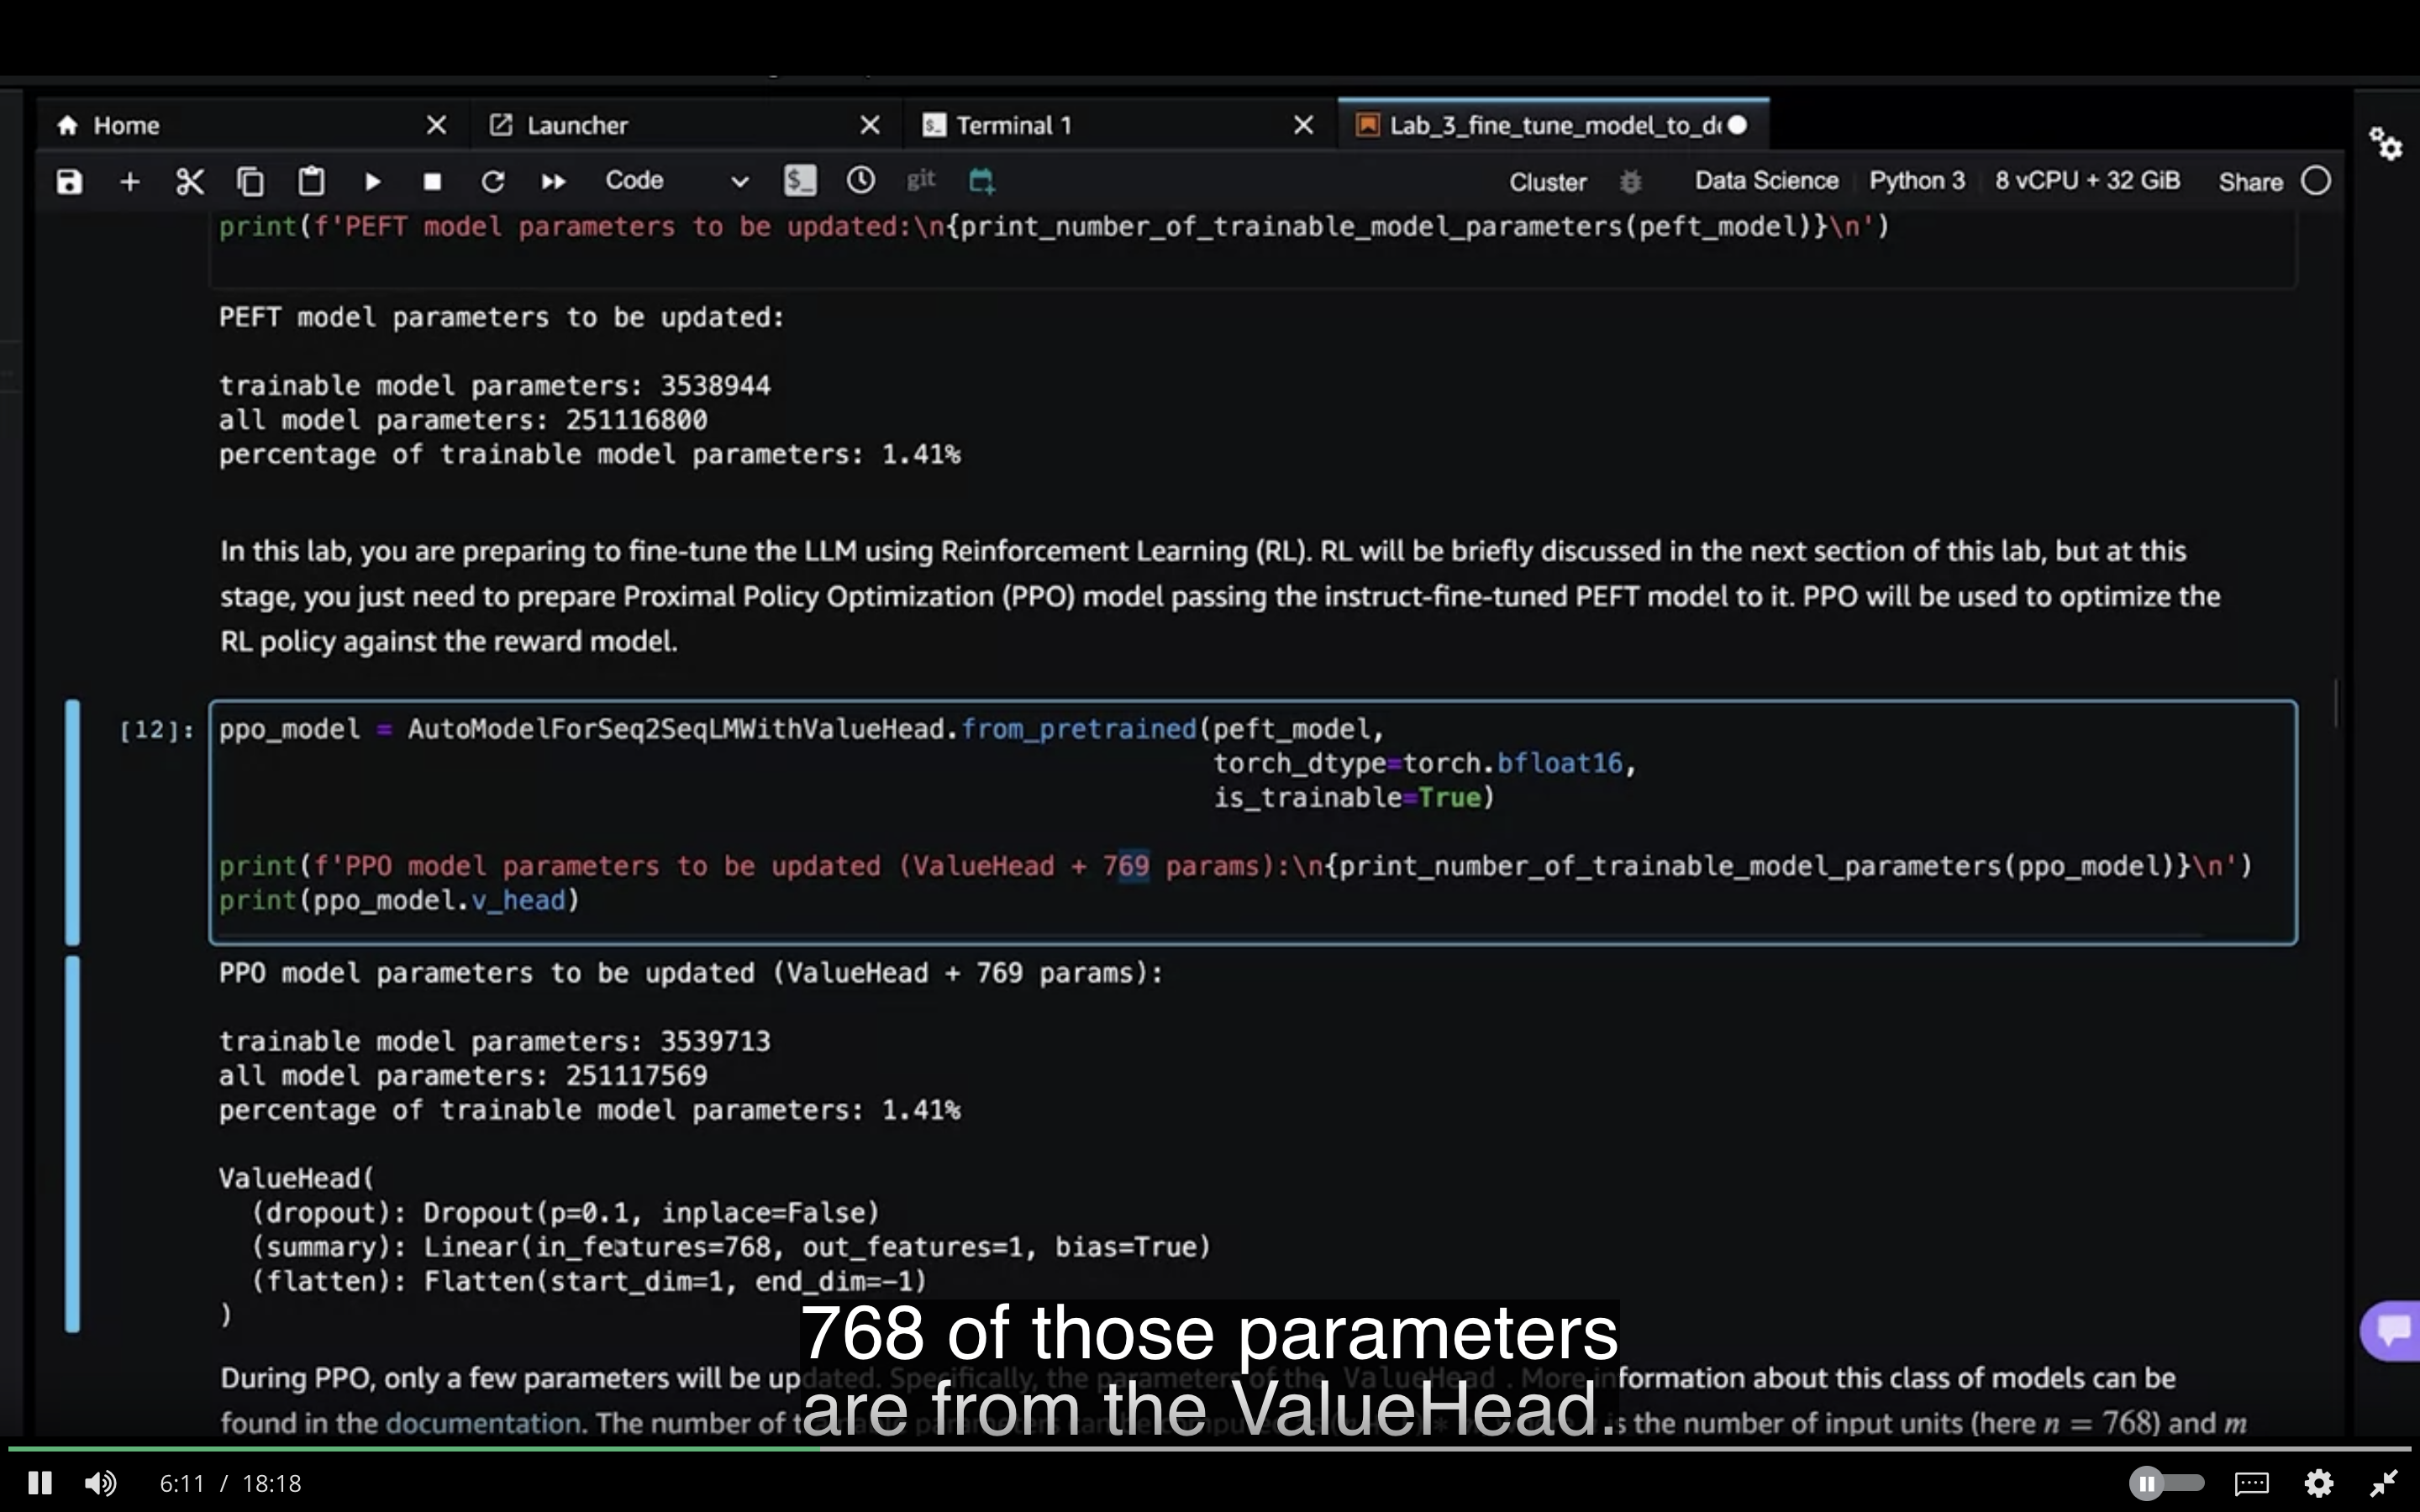 Home
Launcher
Terminal 1
Lab_3_fine_tune_model_to_d
Code
git
Cluster
Data Science
Python 3
8 vCPU + 32 GiB
Share
print(f'PEFT model parameters to be updated:\n{print_number_of_trainable_model_parameters(peft_model)}\n')
PEFT model parameters to be updated:
trainable model parameters: 3538944
all model parameters: 251116800
percentage of trainable model parameters: 1.41%
In this lab, you are preparing to fine-tune the LLM using Reinforcement Learning (RL). RL will be briefly discussed in the next section of this lab, but at this
stage, you just need to prepare Proximal Policy Optimization (PPO) model passing the instruct-fine-tuned PEFT model to it. PPO will be used to optimize the
RL policy against the reward model.
[12]: ppo_model = AutoModelForSeq2SeqLMWithValueHead.from_pretrained(peft_model,
torch_dtype=torch.bfloat16,
is_trainable=True)
print(f'PPO model parameters to be updated (ValueHead + 769 params):\n{print_number_of_trainable_model_parameters(ppo_model)}\n')
print(ppo_model.v_head)
PPO model parameters to be updated (ValueHead + 769 params):
trainable model parameters: 3539713
all model parameters: 251117569
percentage of trainable model parameters: 1.41%
ValueHead(
(dropout): Dropout(p=0.1, inplace=False)
(summary): Linear(in_features=768, out_features=1, bias=True)
(flatten): Flatten(start_dim=1, end_dim=-1)
)
768 of those parameters
are from the ValueHead.
During PPO, only a few parameters will be updated. Specifically, the parameters of the ValueHead . More information about this class of models can be
found in the documentation. The number of is the number of input units (here n = 768) and m
6:11 / 18:18